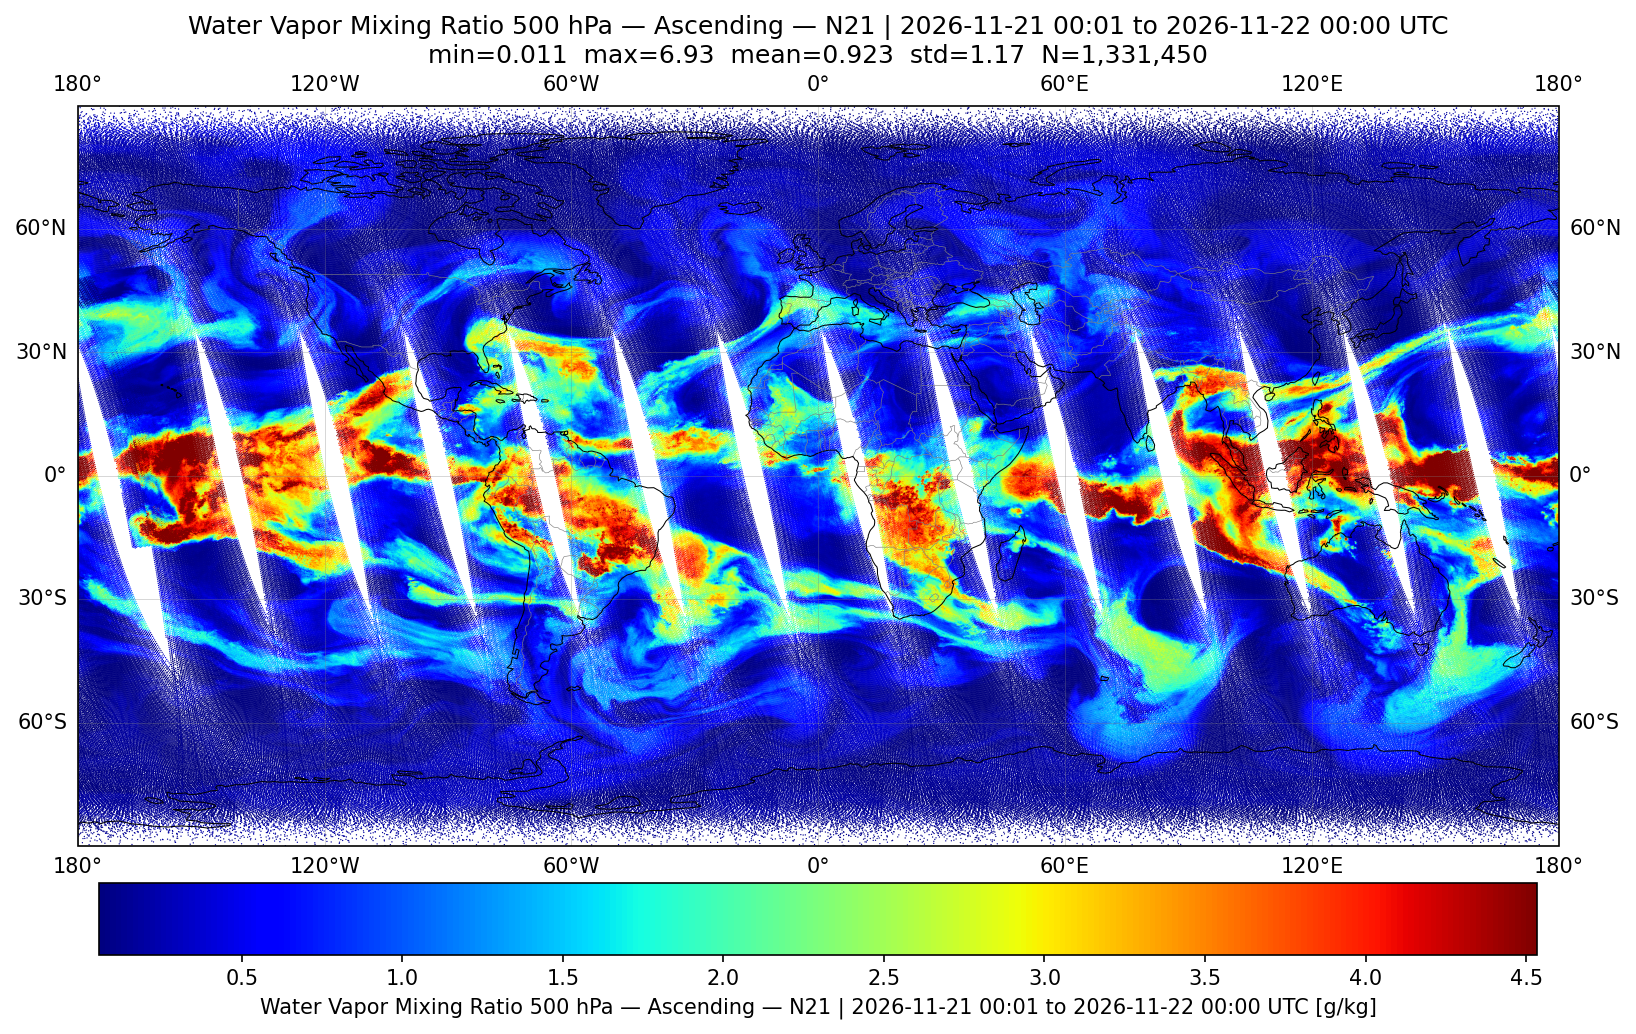 Water Vapor Mixing Ratio 500 hPa — Ascending — N21 | 2026-11-21 00:01 to 2026-11-22 00:00 UTC
min=0.011 max=6.93 mean=0.923 std=1.17 N=1,331,450
180° 120°W 60°W 0° 60°E 120°E 180°
60°N 60°N
30°N 30°N
0° 0°
30°S 30°S
60°S 60°S
180° 120°W 60°W 0° 60°E 120°E 180°
0.5 1.0 1.5 2.0 2.5 3.0 3.5 4.0 4.5
Water Vapor Mixing Ratio 500 hPa — Ascending — N21 | 2026-11-21 00:01 to 2026-11-22 00:00 UTC [g/kg]